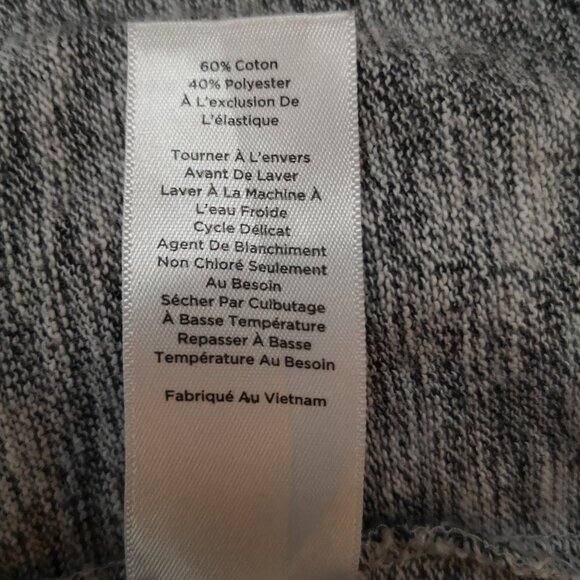 60% Coton
40% Polyester
À L'exclusion De
L'élastique
Tourner À L'envers
Avant De Laver
Laver À La Machine À
L'eau Froide
Cycle Délicat
Agent De Blanchiment
Non Chloré Seulement
Au Besoin
Sécher Par Culbutage
À Basse Température
Repasser À Basse
Température Au Besoin
Fabriqué Au Vietnam